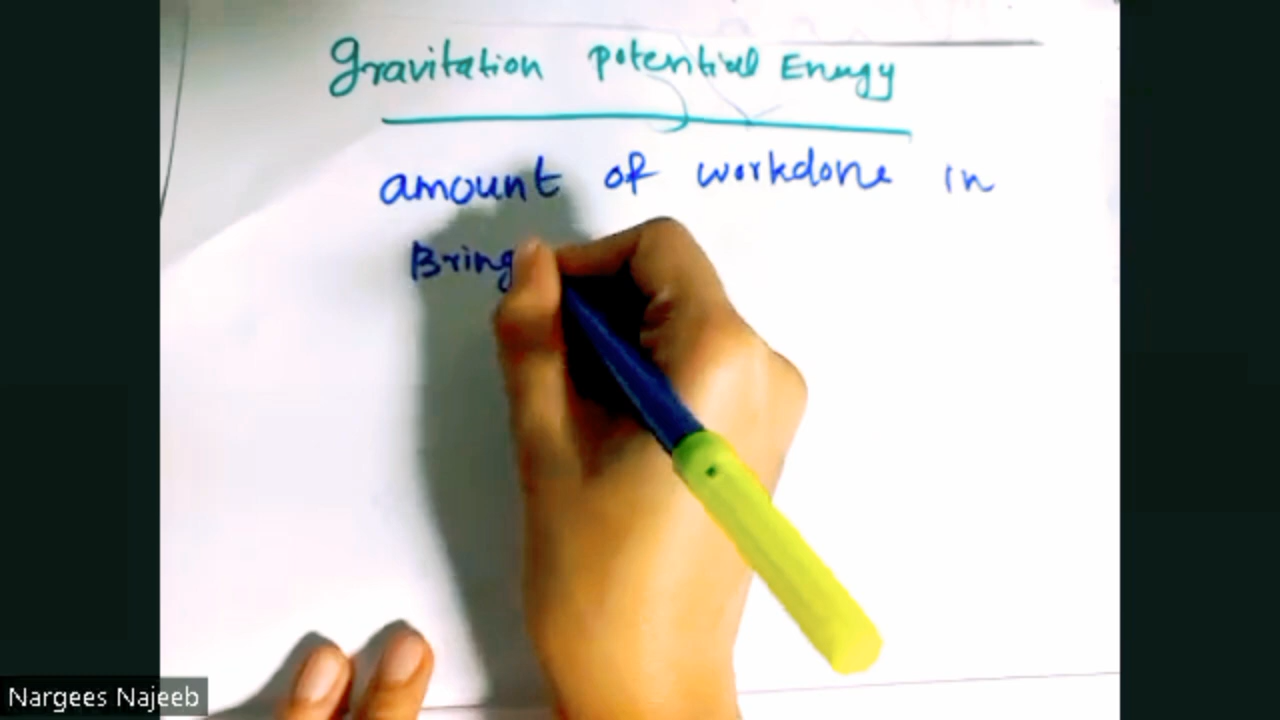 Gravitation potential Energy
amount of workdone in
Bring
Nargees Najeeb